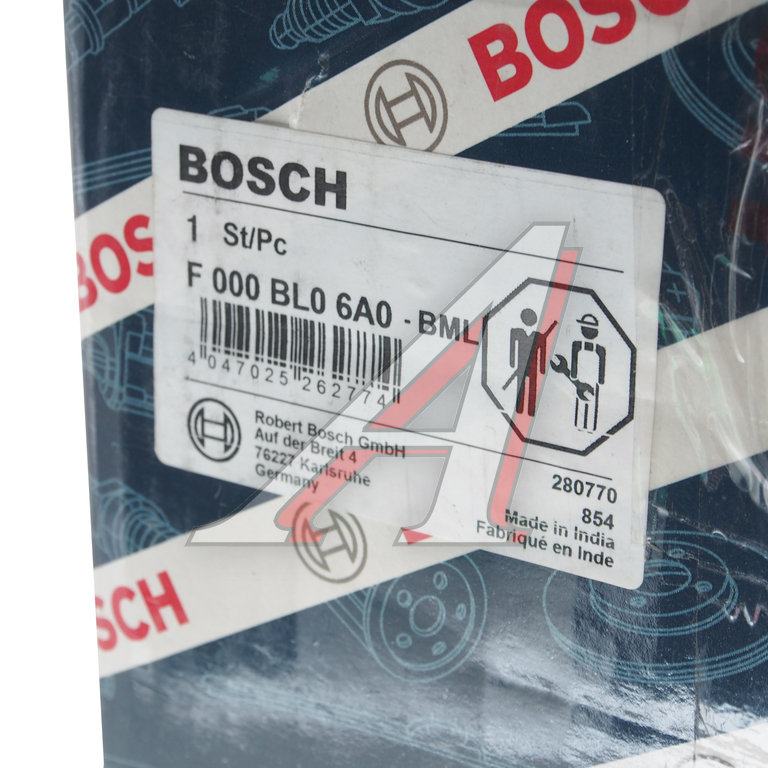 BOSCH
BOSCH
1 St/Pc
BOS
F 000 BL0 6A0 - BML
4 047025 262774
Robert Bosch GmbH
Auf der Breit 4
76227 Karlsruhe
Germany
280770
854
Made in India
Fabriqué en Inde
SCH